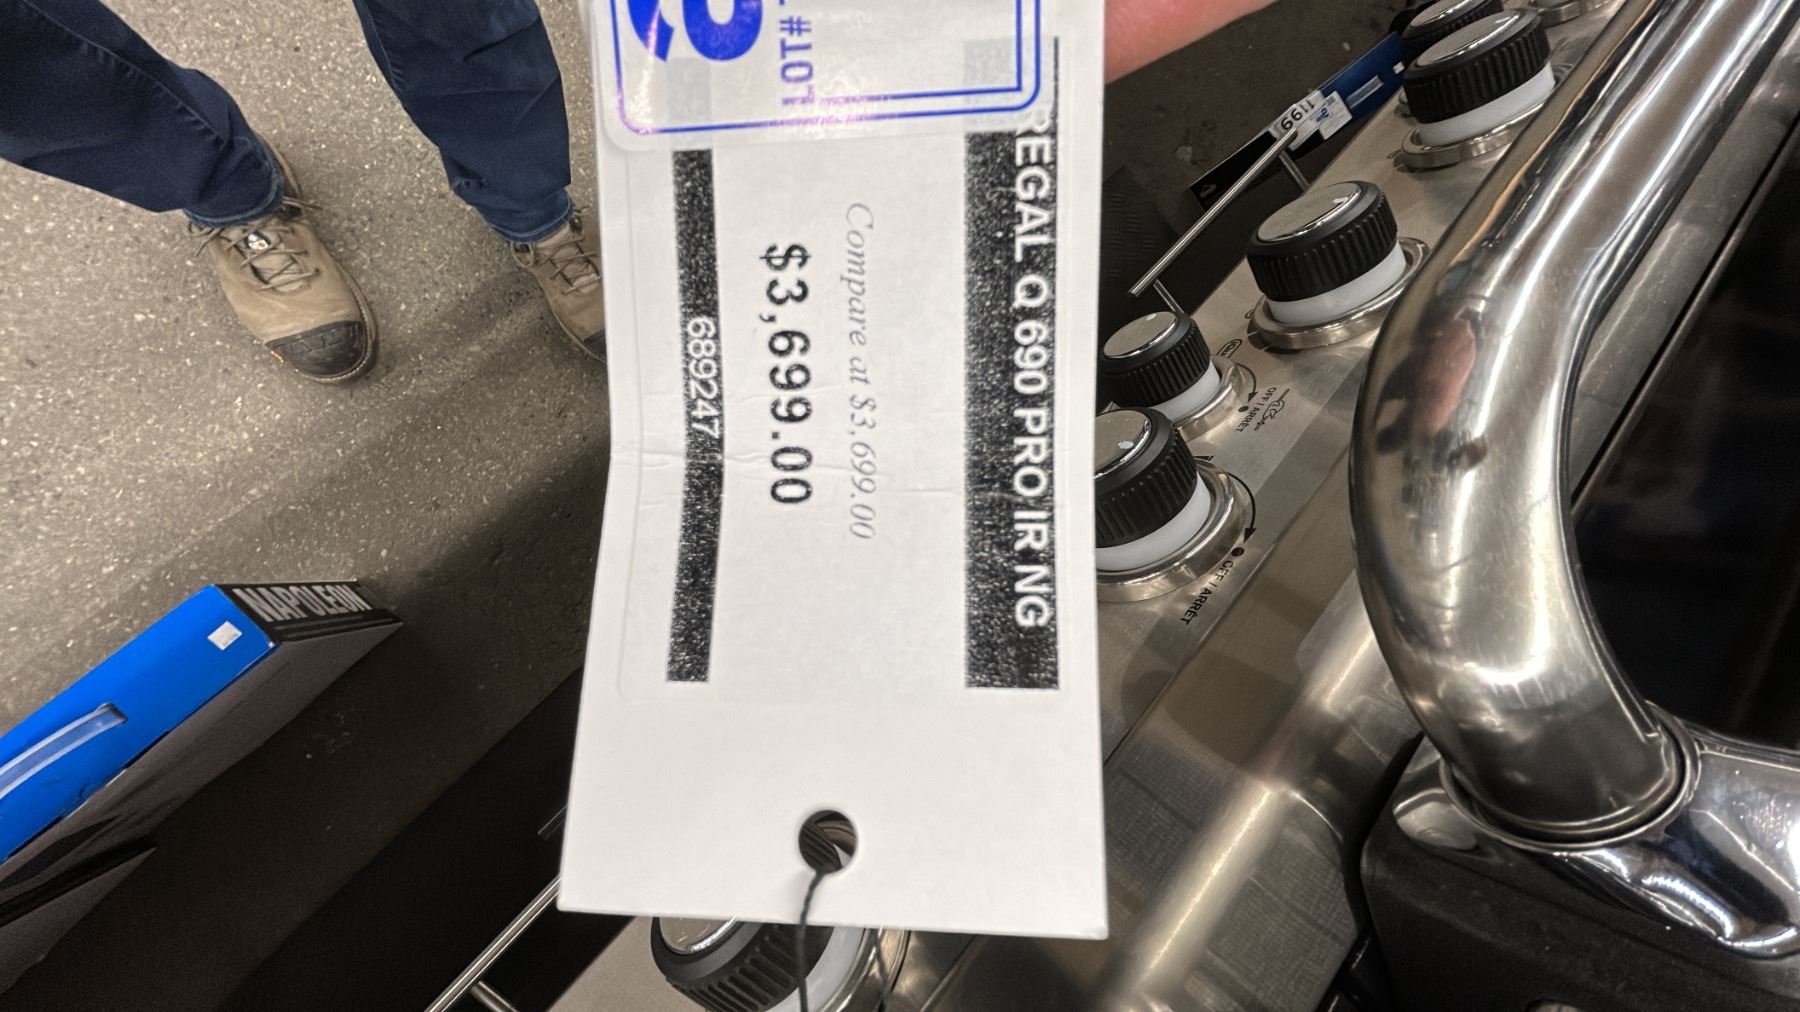 LOT#
REGAL Q 690 PRO IR NG
Compare at $3,699.00
$3,699.00
689247
1199
OFF / ARRÊT
OFF / ARRÊT
NAPOLEON